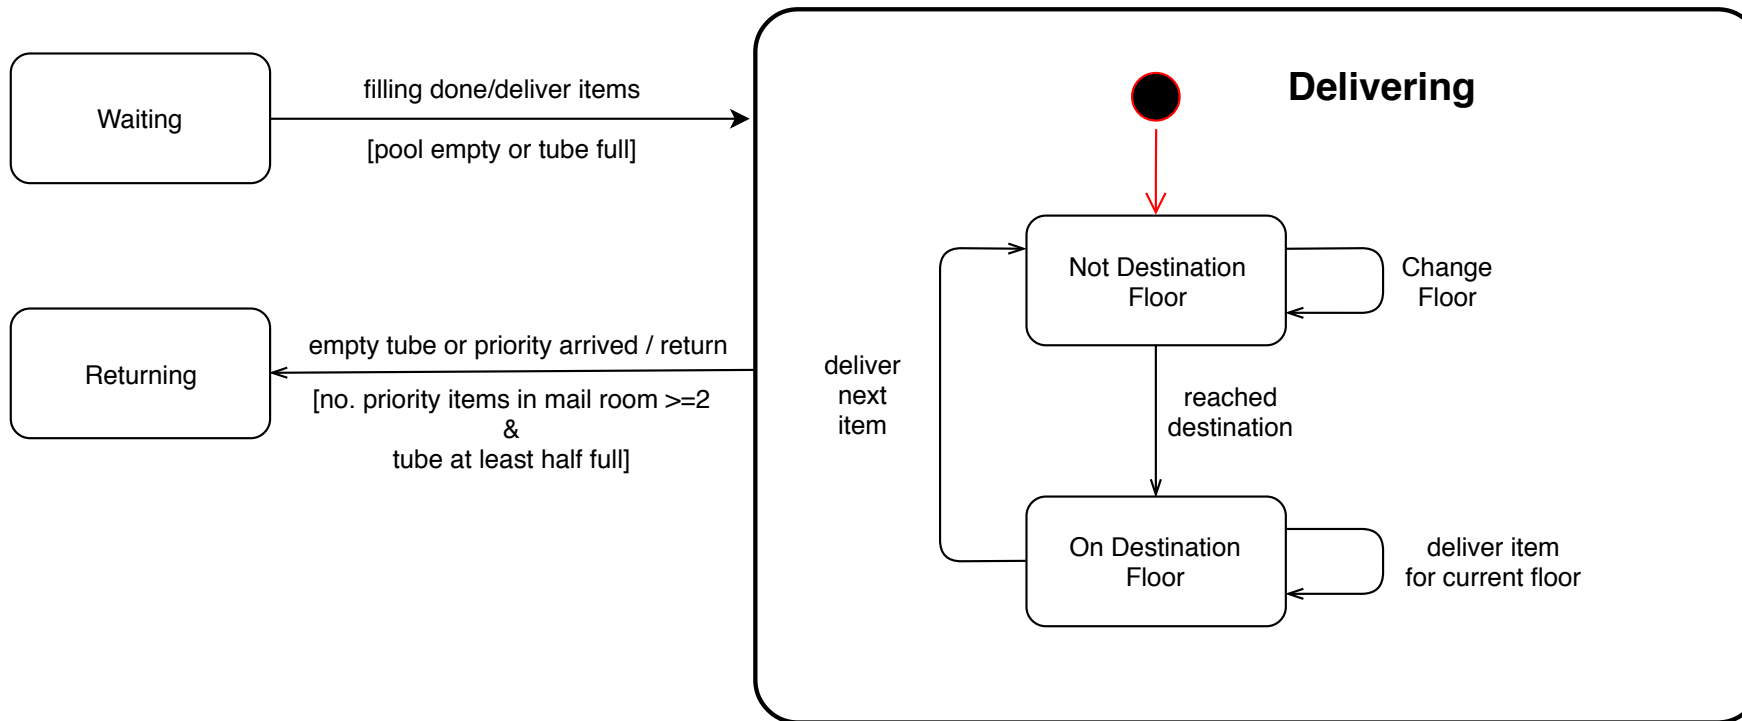 Waiting
filling done/deliver items
[pool empty or tube full]
Delivering
Not Destination
Floor
Change
Floor
Returning
empty tube or priority arrived / return
[no. priority items in mail room >=2
&
tube at least half full]
deliver
next
item
reached
destination
On Destination
Floor
deliver item
for current floor